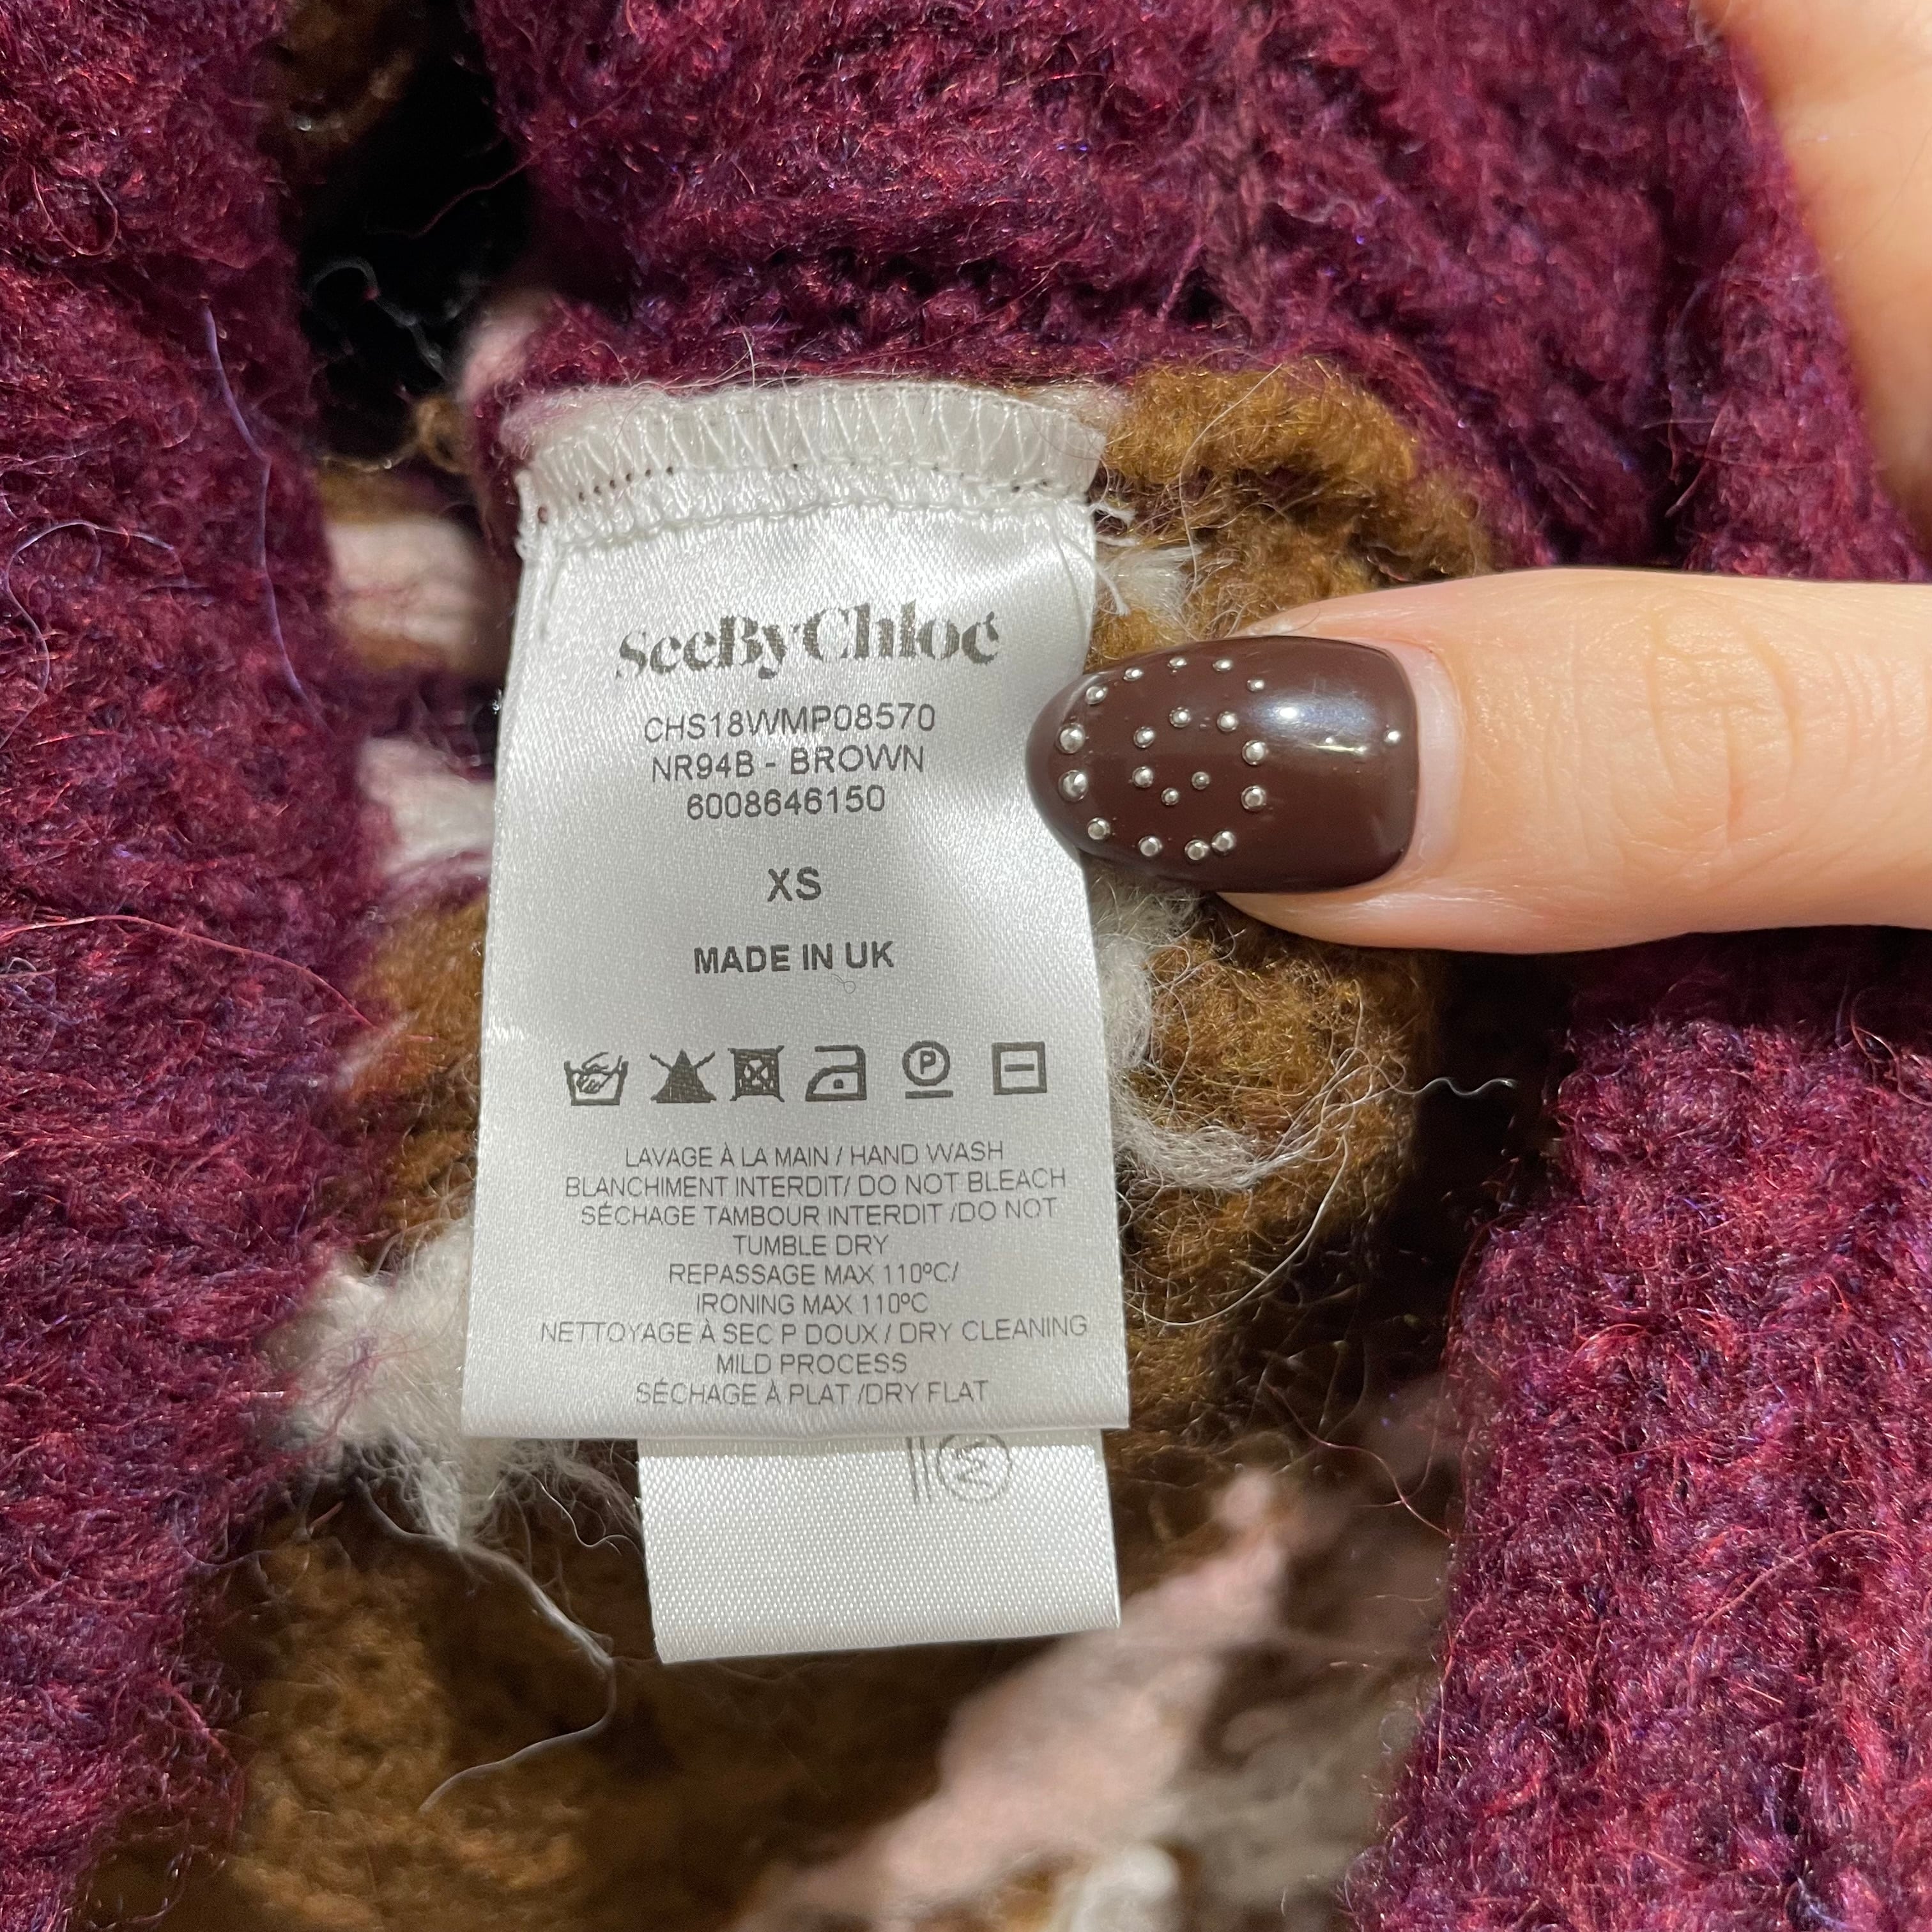 SeeByChloé
CHS18WMP08570
NR94B - BROWN
6008646150
XS
MADE IN UK
P
LAVAGE À LA MAIN / HAND WASH
BLANCHIMENT INTERDIT/ DO NOT BLEACH
SÉCHAGE TAMBOUR INTERDIT /DO NOT
TUMBLE DRY
REPASSAGE MAX 110ºC/
IRONING MAX 110ºC
NETTOYAGE À SEC P DOUX / DRY CLEANING
MILD PROCESS
SÉCHAGE À PLAT /DRY FLAT